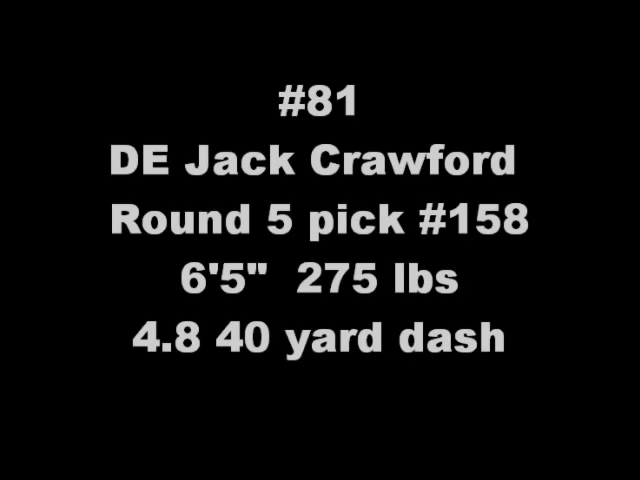 #81
DE Jack Crawford
Round 5 pick #158
6'5" 275 lbs
4.8 40 yard dash